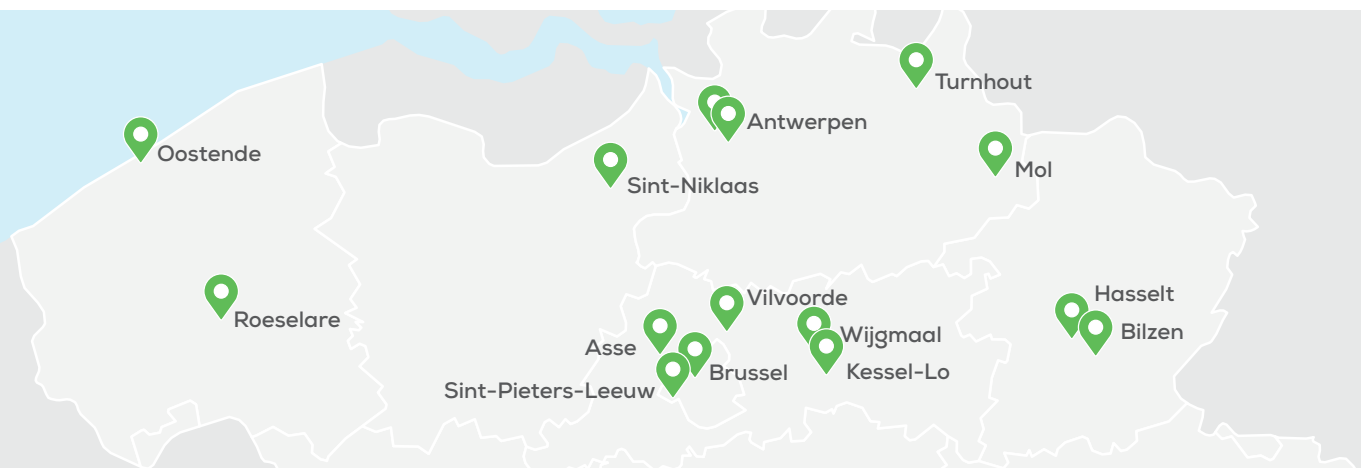 Turnhout
Antwerpen
Oostende
Mol
Sint-Niklaas
Hasselt
Vilvoorde
Roeselare
Bilzen
Wijgmaal
Asse
Kessel-Lo
Brussel
Sint-Pieters-Leeuw